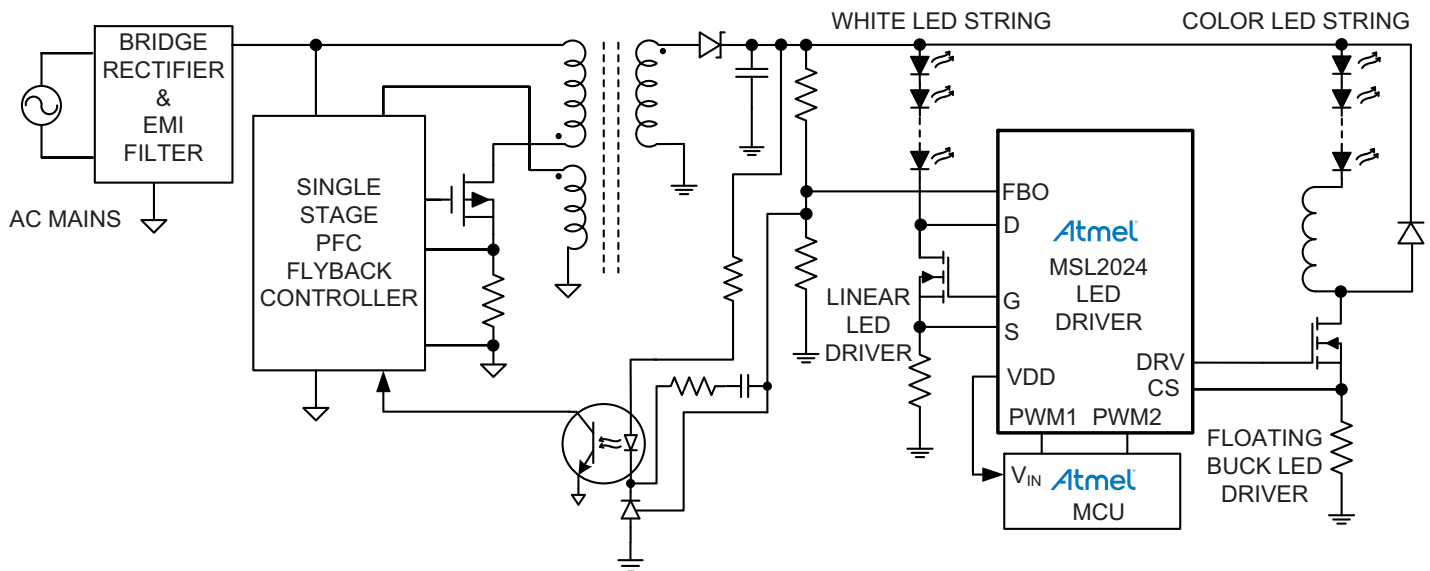 WHITE LED STRING
COLOR LED STRING
BRIDGE
RECTIFIER
&
EMI
FILTER
AC MAINS
SINGLE
STAGE
PFC
FLYBACK
CONTROLLER
LINEAR
LED
DRIVER
FBO
D
G
S
VDD
Atmel
MSL2024
LED
DRIVER
DRV
CS
PWM1 PWM2
VIN
Atmel
MCU
FLOATING
BUCK LED
DRIVER